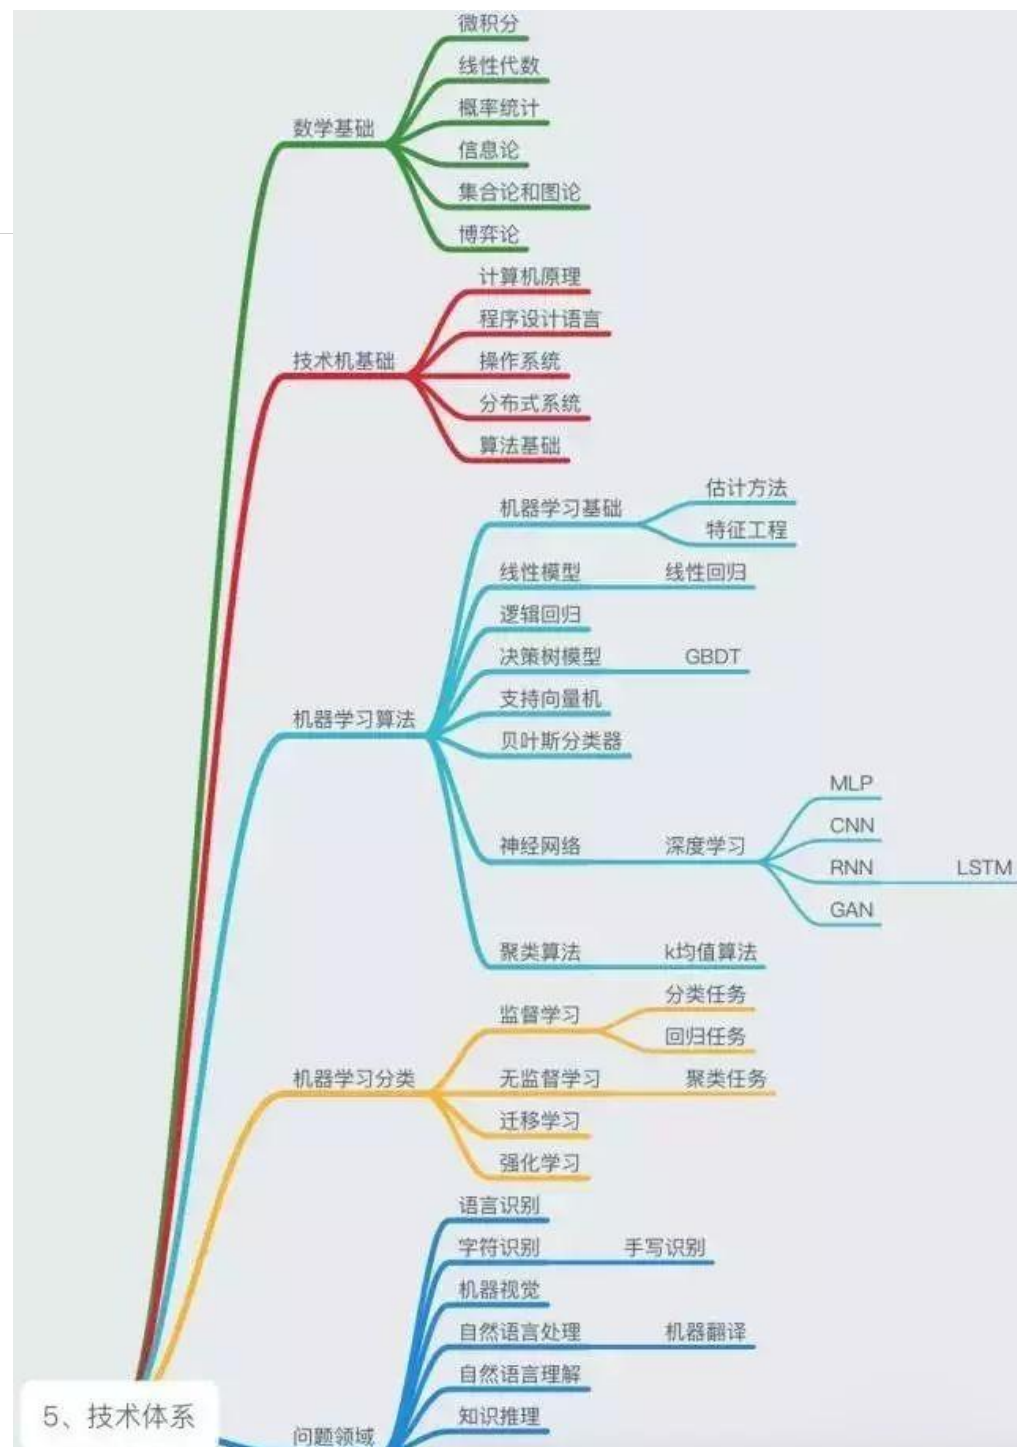 微积分
线性代数
概率统计
数学基础
信息论
集合论和图论
博弈论
计算机原理
程序设计语言
技术机基础
操作系统
分布式系统
算法基础
估计方法
机器学习基础
特征工程
线性模型 线性回归
逻辑回归
决策树模型 GBDT
支持向量机
机器学习算法
贝叶斯分类器
MLP
CNN
神经网络 深度学习
RNN LSTM
GAN
聚类算法 k均值算法
分类任务
监督学习
回归任务
机器学习分类
无监督学习 聚类任务
迁移学习
强化学习
语言识别
字符识别 手写识别
机器视觉
自然语言处理 机器翻译
自然语言理解
知识推理
5、技术体系
问题领域